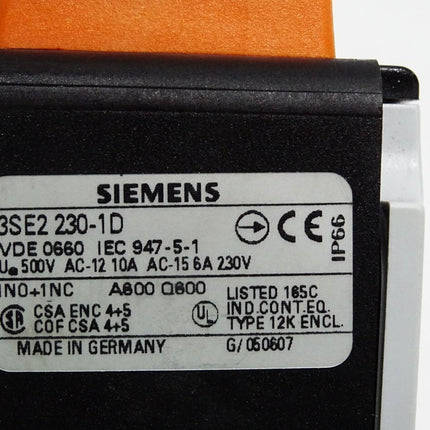 SIEMENS
3SE2 230-1D
CE
IP66
VDE 0660 IEC 947-5-1
Ue 500V AC-12 10A AC-15 6A 230V
1NO+1NC A600 Q600
LISTED 165C
CSA ENC 4+5
IND.CONT.EQ.
COF CSA 4+5
TYPE 12K ENCL.
UL
MADE IN GERMANY G/050607